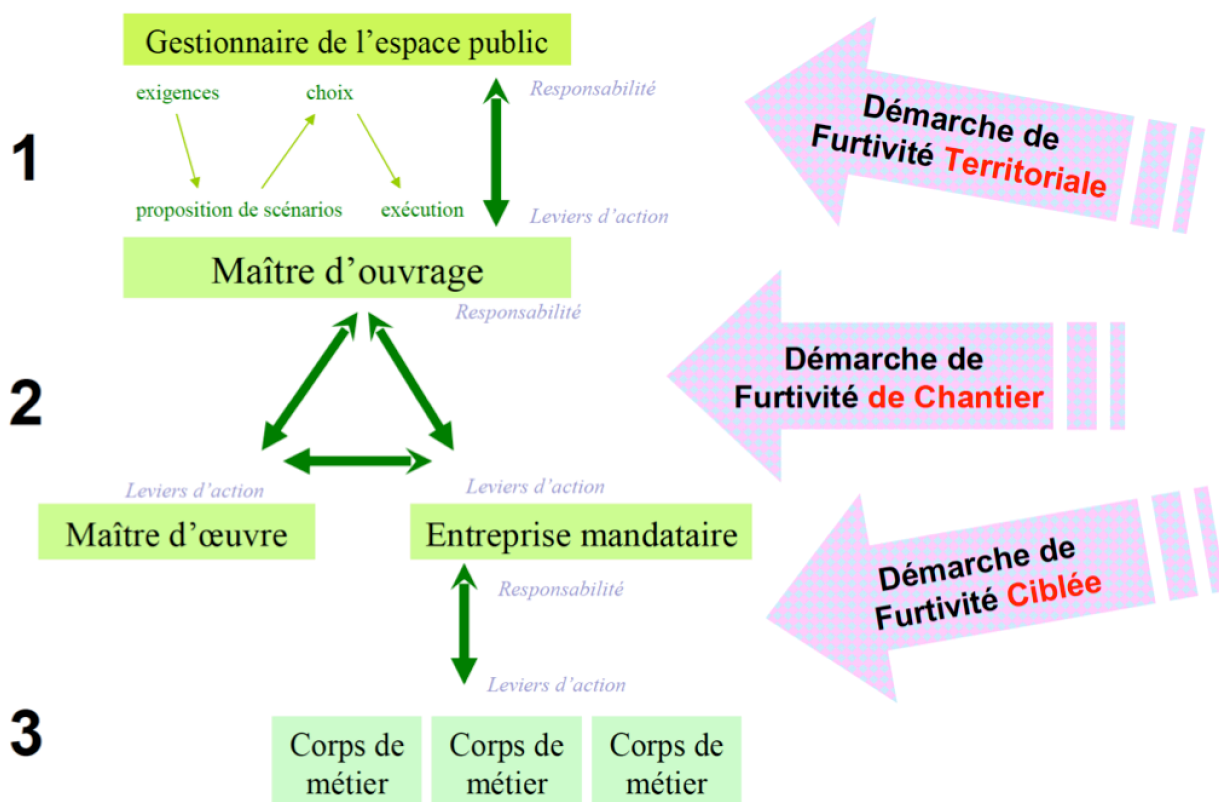 Gestionnaire de l’espace public
exigences
choix
Responsabilité
1
proposition de scénarios
exécution
Leviers d’action
Maître d’ouvrage
Responsabilité
Démarche de
Furtivité Territoriale
2
Démarche de
Furtivité de Chantier
Leviers d’action
Leviers d’action
Maître d’œuvre
Entreprise mandataire
Responsabilité
Démarche de
Furtivité Ciblée
Leviers d’action
3
Corps de
métier
Corps de
métier
Corps de
métier